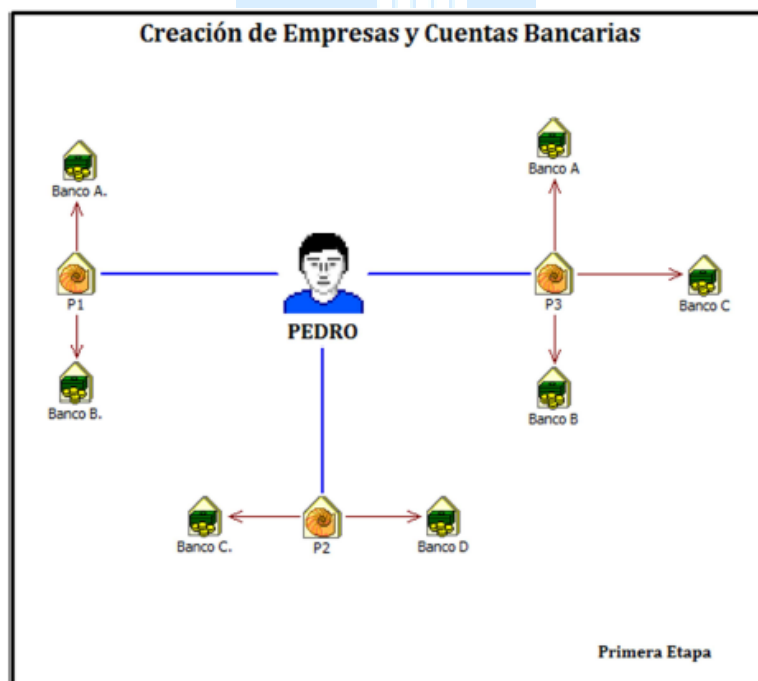 Creación de Empresas y Cuentas Bancarias
Banco A.
Banco A
P1
P3
Banco C
PEDRO
Banco B.
Banco B
Banco C.
P2
Banco D
Primera Etapa